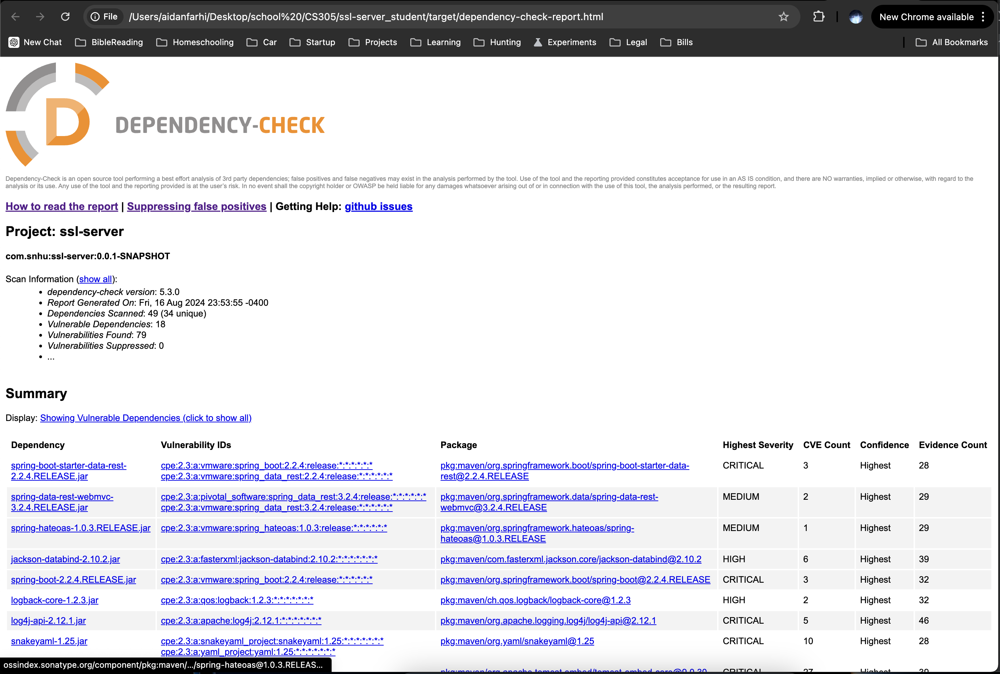 File /Users/aidanfarhi/Desktop/school%20/CS305/ssl-server_student/target/dependency-check-report.html New Chrome available
New Chat BibleReading Homeschooling Car Startup Projects Learning Hunting Experiments Legal Bills All Bookmarks
D
DEPENDENCY-CHECK
Dependency-Check is an open source tool performing a best effort analysis of 3rd party dependencies; false positives and false negatives may exist in the analysis performed by the tool. Use of the tool and the reporting provided constitutes acceptance for use in an AS IS condition, and there are NO warranties, implied or otherwise, with regard to the
analysis or its use. Any use of the tool and the reporting provided is at the user's risk. In no event shall the copyright holder or OWASP be held liable for any damages whatsoever arising out of or in connection with the use of this tool, the analysis performed, or the resulting report.
How to read the report | Suppressing false positives | Getting Help: github issues
Project: ssl-server
com.snhu:ssl-server:0.0.1-SNAPSHOT
Scan Information (show all):
• dependency-check version: 5.3.0
• Report Generated On: Fri, 16 Aug 2024 23:53:55 -0400
• Dependencies Scanned: 49 (34 unique)
• Vulnerable Dependencies: 18
• Vulnerabilities Found: 79
• Vulnerabilities Suppressed: 0
• ...
Summary
Display: Showing Vulnerable Dependencies (click to show all)
Dependency Vulnerability IDs Package Highest Severity CVE Count Confidence Evidence Count
spring-boot-starter-data-rest- cpe:2.3:a:vmware:spring_boot:2.2.4:release:*:*:*:*:*:* pkg:maven/org.springframework.boot/spring-boot-starter-data- CRITICAL 3 Highest 28
2.2.4.RELEASE.jar cpe:2.3:a:vmware:spring_data_rest:2.2.4:release:*:*:*:*:*:* rest@2.2.4.RELEASE
spring-data-rest-webmvc- cpe:2.3:a:pivotal_software:spring_data_rest:3.2.4:release:*:*:*:*:*:* pkg:maven/org.springframework.data/spring-data-rest- MEDIUM 2 Highest 29
3.2.4.RELEASE.jar cpe:2.3:a:vmware:spring_data_rest:3.2.4:release:*:*:*:*:*:* webmvc@3.2.4.RELEASE
spring-hateoas-1.0.3.RELEASE.jar cpe:2.3:a:vmware:spring_hateoas:1.0.3:release:*:*:*:*:*:* pkg:maven/org.springframework.hateoas/spring- MEDIUM 1 Highest 29
hateoas@1.0.3.RELEASE
jackson-databind-2.10.2.jar cpe:2.3:a:fasterxml:jackson-databind:2.10.2:*:*:*:*:*:*:* pkg:maven/com.fasterxml.jackson.core/jackson-databind@2.10.2 HIGH 6 Highest 39
spring-boot-2.2.4.RELEASE.jar cpe:2.3:a:vmware:spring_boot:2.2.4:release:*:*:*:*:*:* pkg:maven/org.springframework.boot/spring-boot@2.2.4.RELEASE CRITICAL 3 Highest 32
logback-core-1.2.3.jar cpe:2.3:a:qos:logback:1.2.3:*:*:*:*:*:*:* pkg:maven/ch.qos.logback/logback-core@1.2.3 HIGH 2 Highest 32
log4j-api-2.12.1.jar cpe:2.3:a:apache:log4j:2.12.1:*:*:*:*:*:*:* pkg:maven/org.apache.logging.log4j/log4j-api@2.12.1 CRITICAL 5 Highest 46
snakeyaml-1.25.jar cpe:2.3:a:snakeyaml_project:snakeyaml:1.25:*:*:*:*:*:*:* pkg:maven/org.yaml/snakeyaml@1.25 CRITICAL 10 Highest 28
cpe:2.3:a:yaml_project:yaml:1.25:*:*:*:*:*:*:*
ossindex.sonatype.org/component/pkg:maven/.../spring-hateoas@1.0.3.RELEAS...